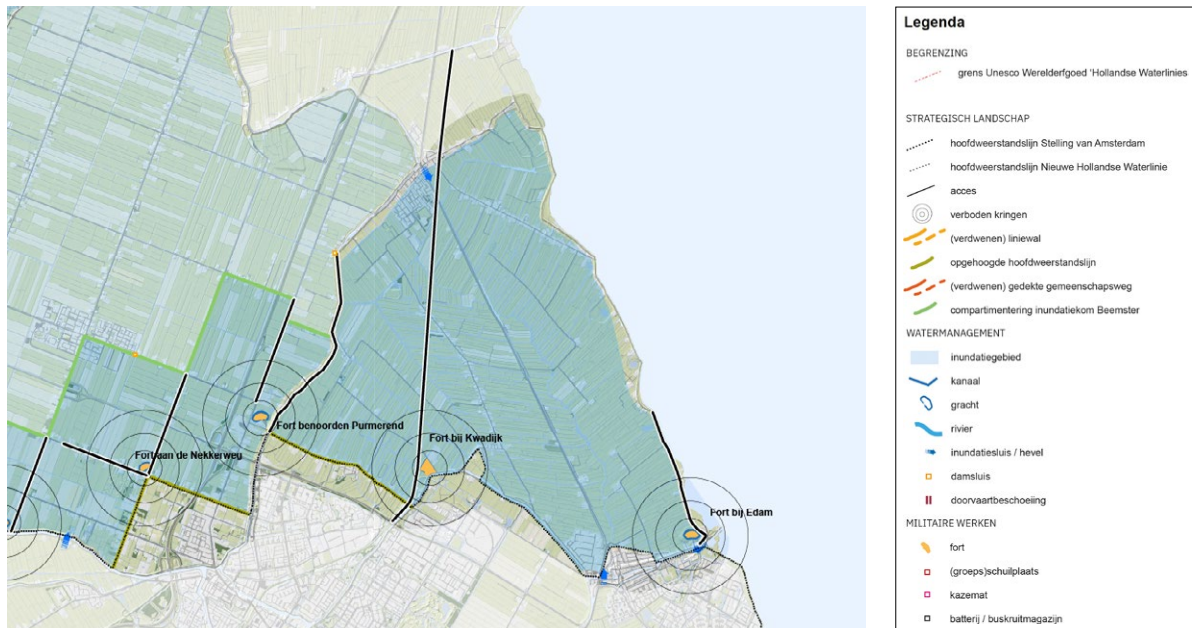 Fort benoorden Purmerend
Fort bij Kwadijk
Fort aan de Nekkerweg
Fort bij Edam
Legenda
BEGRENZING
grens Unesco Werelderfgoed 'Hollandse Waterlinies
STRATEGISCH LANDSCHAP
hoofdweerstandslijn Stelling van Amsterdam
hoofdweerstandslijn Nieuwe Hollandse Waterlinie
acces
verboden kringen
(verdwenen) liniewal
opgehoogde hoofdweerstandslijn
(verdwenen) gedekte gemeenschapsweg
compartimentering inundatiekom Beemster
WATERMANAGEMENT
inundatiegebied
kanaal
gracht
rivier
inundatiesluis / hevel
damsluis
doorvaartbeschoeiing
MILITAIRE WERKEN
fort
(groeps)schuilplaats
kazemat
batterij / buskruitmagazijn